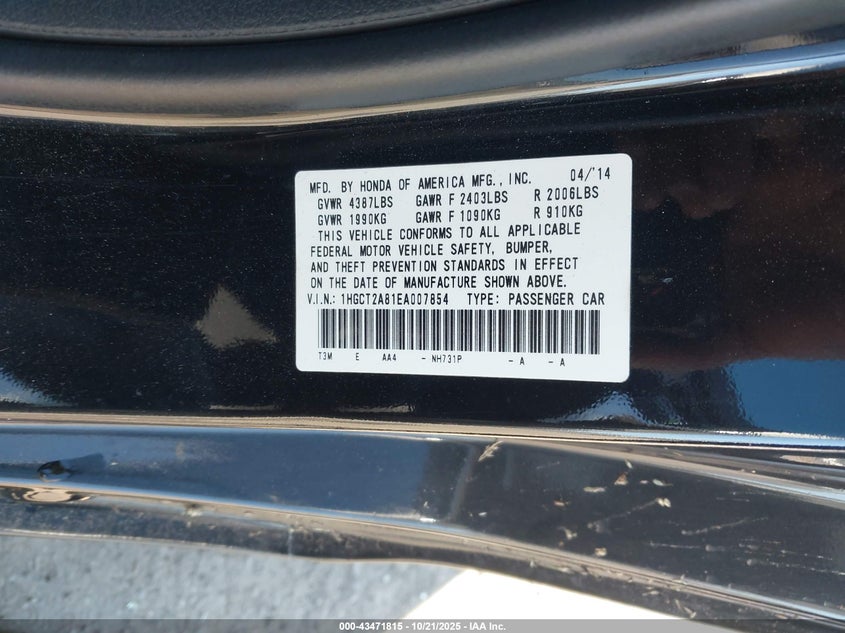 MFD. BY HONDA OF AMERICA MFG., INC. 04/'14
GVWR 4387LBS GAWR F 2403LBS R 2006LBS
GVWR 1990KG GAWR F 1090KG R 910KG
THIS VEHICLE CONFORMS TO ALL APPLICABLE
FEDERAL MOTOR VEHICLE SAFETY, BUMPER,
AND THEFT PREVENTION STANDARDS IN EFFECT
ON THE DATE OF MANUFACTURE SHOWN ABOVE.
V.I.N.: 1HGCT2A81EA007854 TYPE: PASSENGER CAR
T3M E AA4 - NH731P - A - A
000-43471815 - 10/21/2025 - IAA Inc.